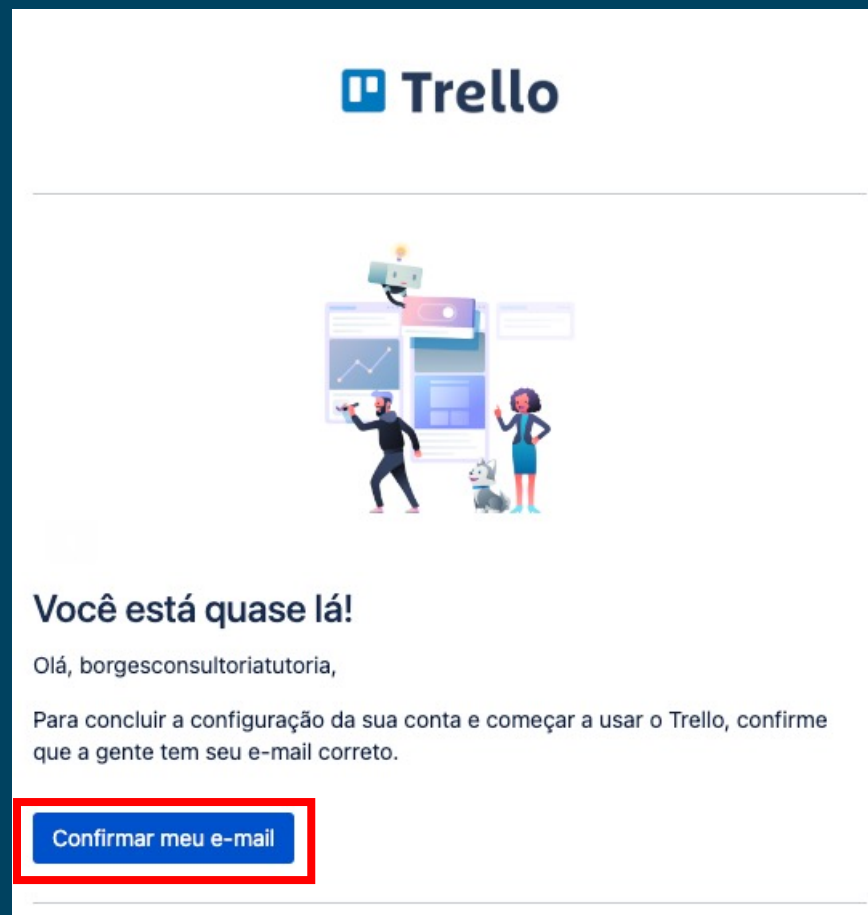 Trello
Você está quase lá!
Olá, borgesconsultoriatutoria,
Para concluir a configuração da sua conta e começar a usar o Trello, confirme
que a gente tem seu e-mail correto.
Confirmar meu e-mail